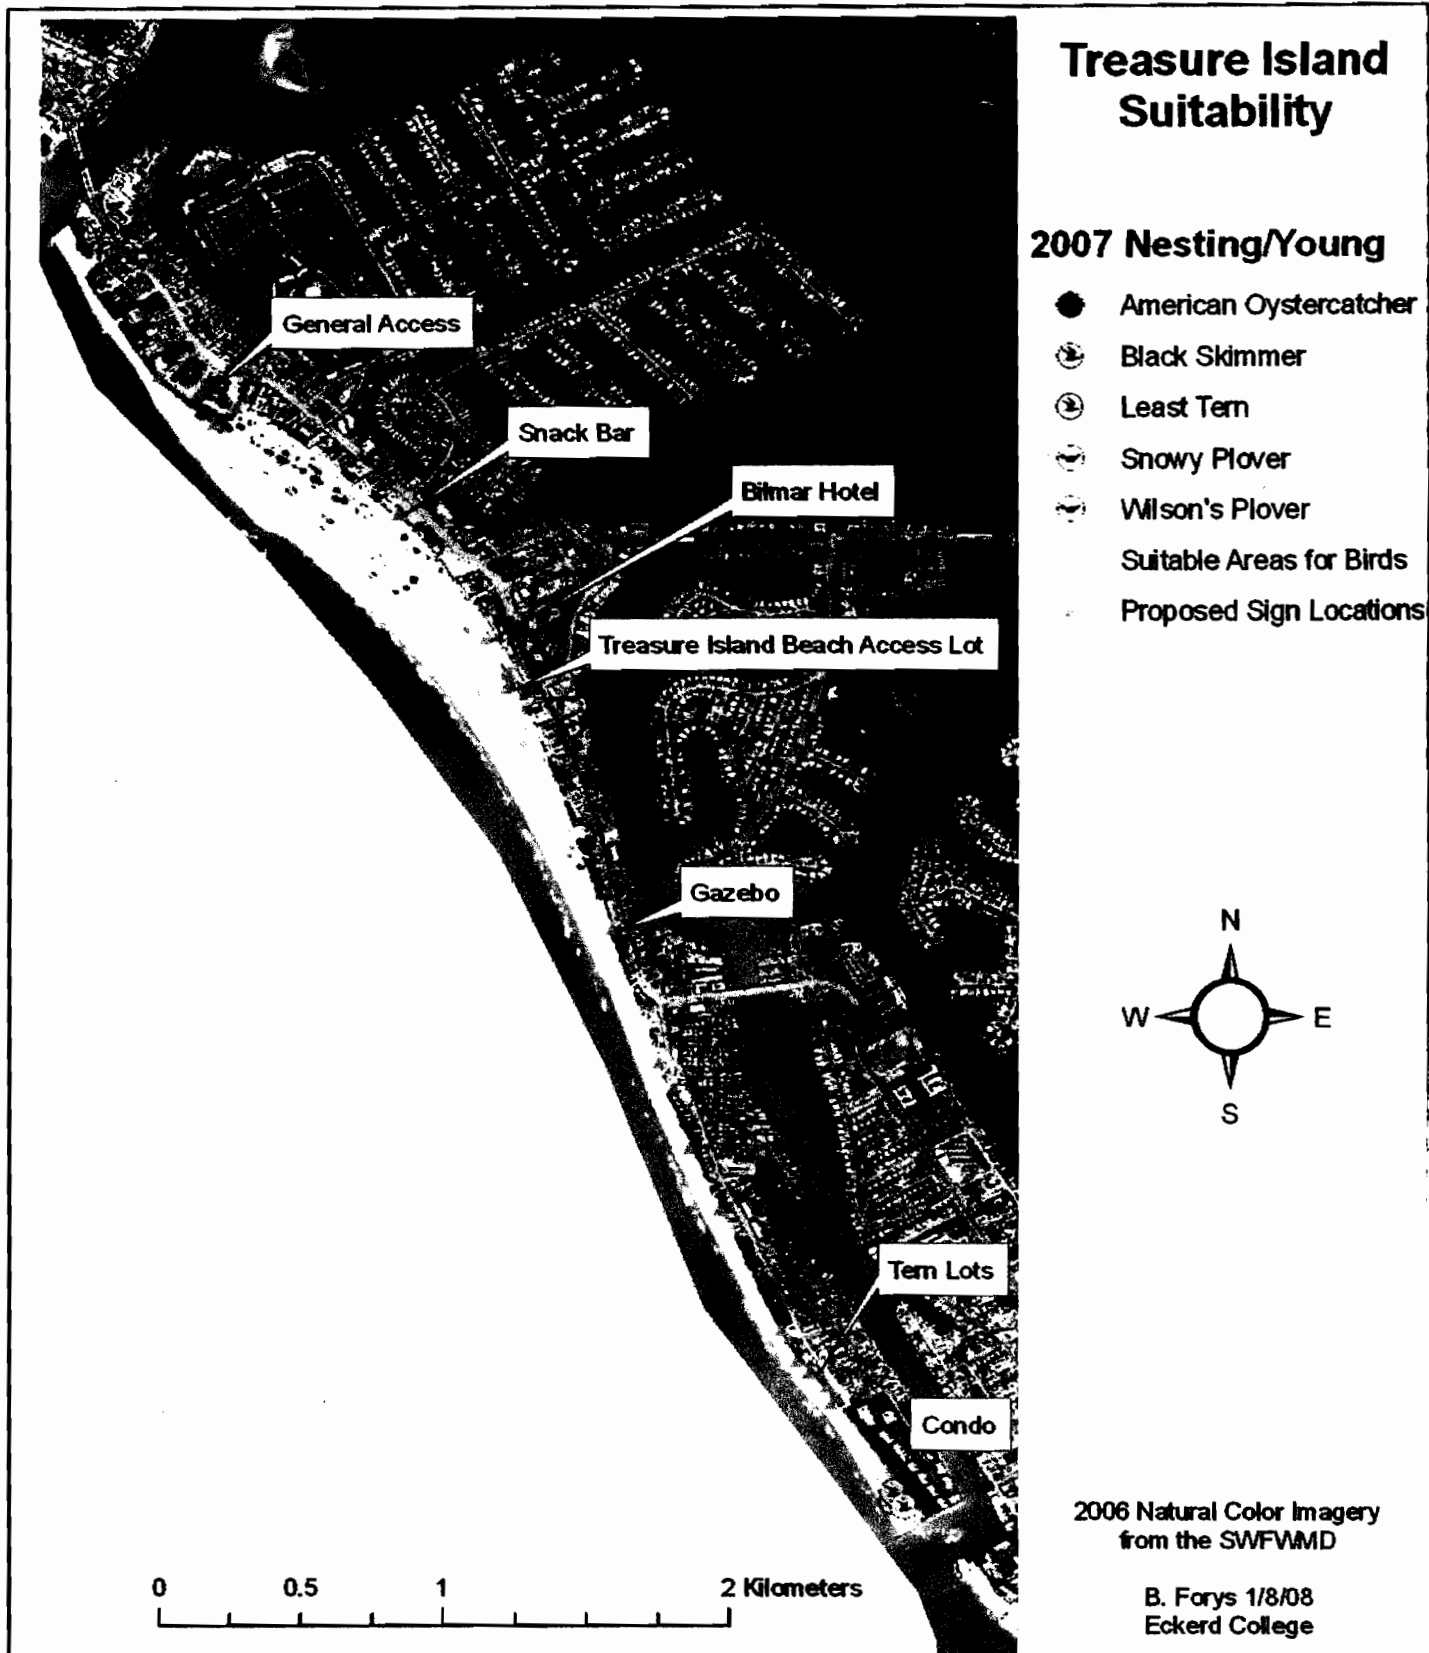 Treasure Island
Suitability
2007 Nesting/Young
American Oystercatcher
Black Skimmer
Least Tern
Snowy Plover
Wilson's Plover
Suitable Areas for Birds
Proposed Sign Locations
General Access
Snack Bar
Bilmar Hotel
Treasure Island Beach Access Lot
Gazebo
Tern Lots
Condo
N
W E
S
0 0.5 1 2 Kilometers
2006 Natural Color Imagery
from the SWFWMD
B. Forys 1/8/08
Eckerd College